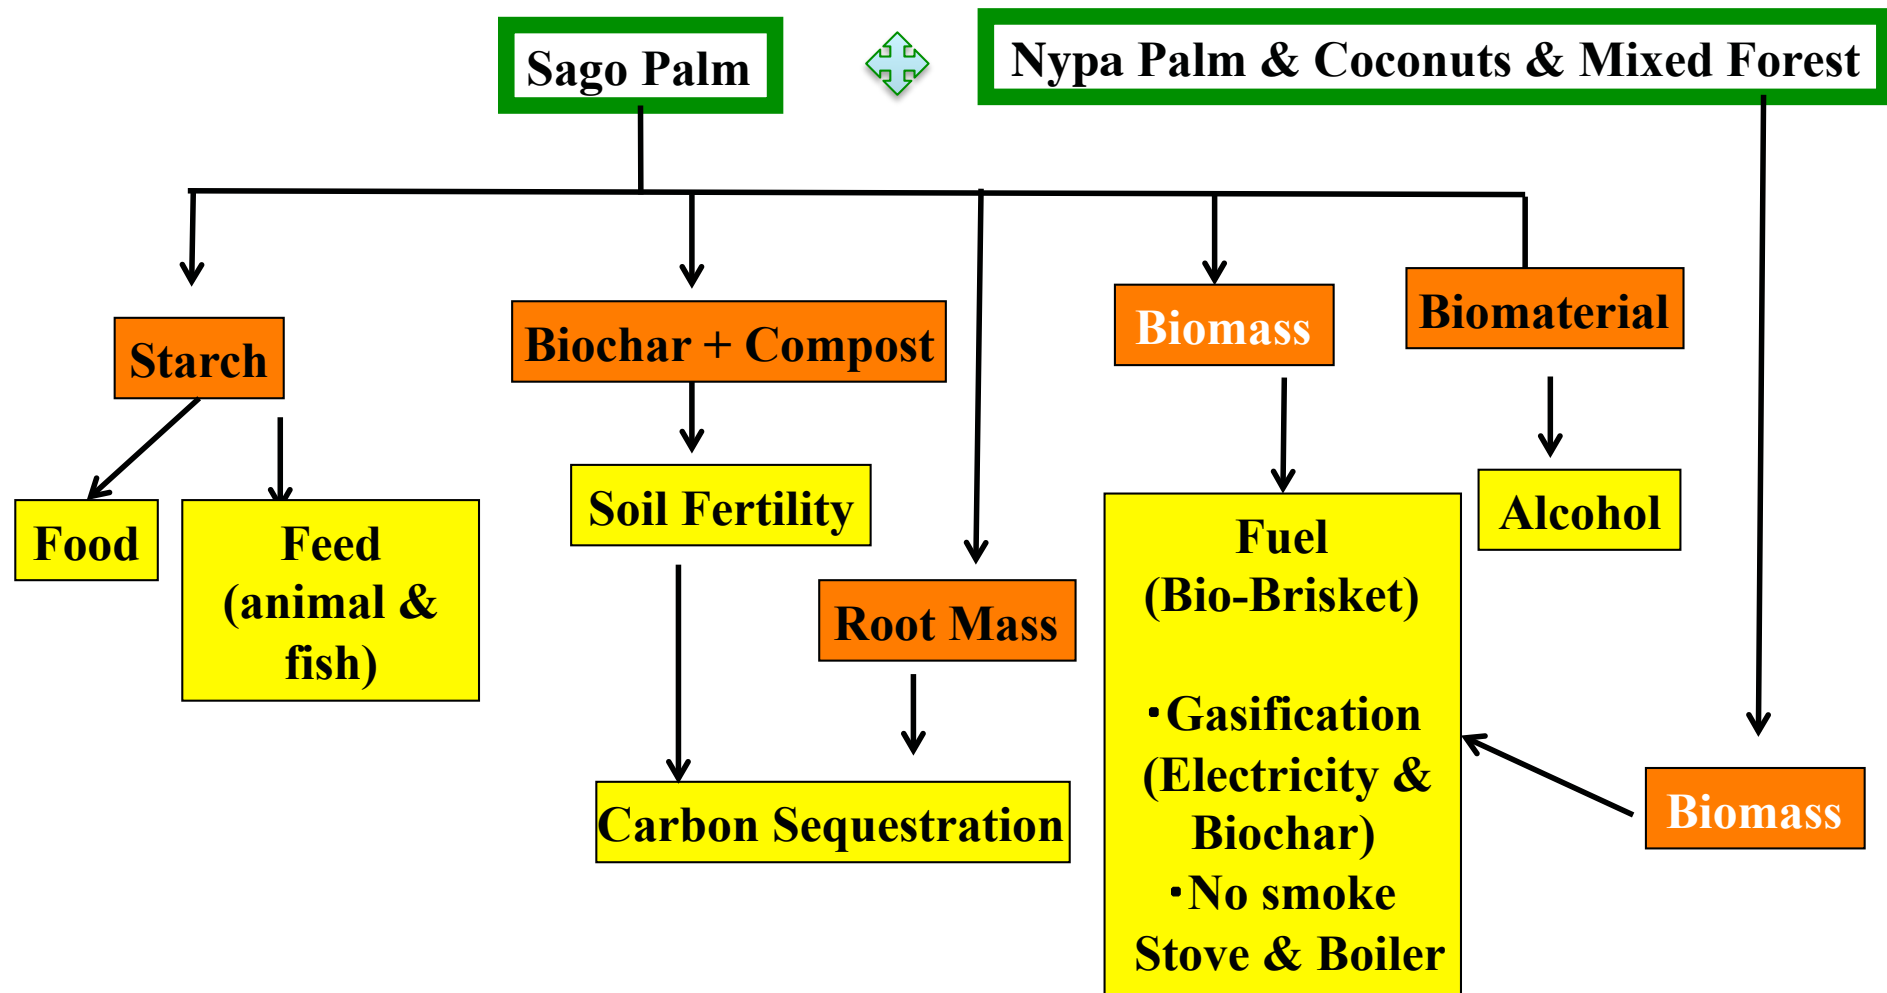 Sago Palm
Nypa Palm & Coconuts & Mixed Forest
Starch
Biochar + Compost
Biomass
Biomaterial
Food
Feed
(animal &
fish)
Soil Fertility
Root Mass
Carbon Sequestration
Fuel
(Bio-Brisket)
・Gasification
(Electricity &
Biochar)
・No smoke
Stove & Boiler
Alcohol
Biomass